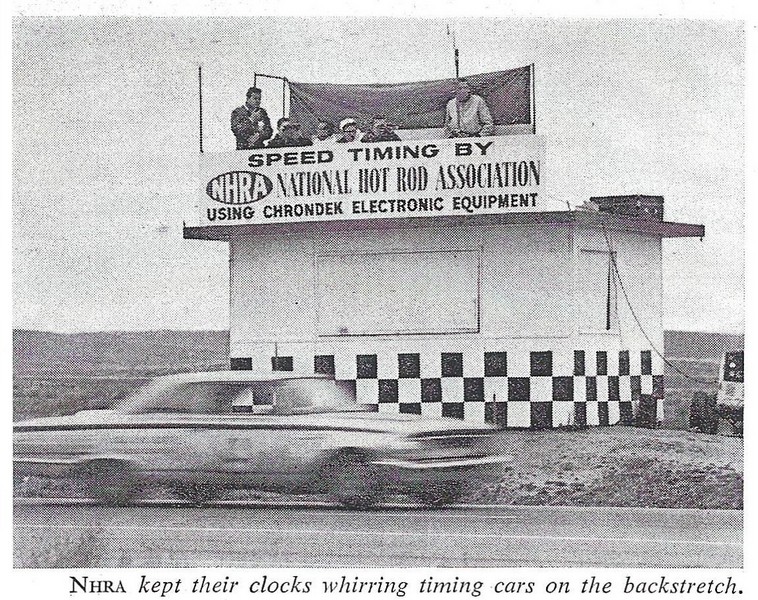 SPEED TIMING BY
NHRA NATIONAL HOT ROD ASSOCIATION
USING CHRONDEK ELECTRONIC EQUIPMENT
NHRA kept their clocks whirring timing cars on the backstretch.